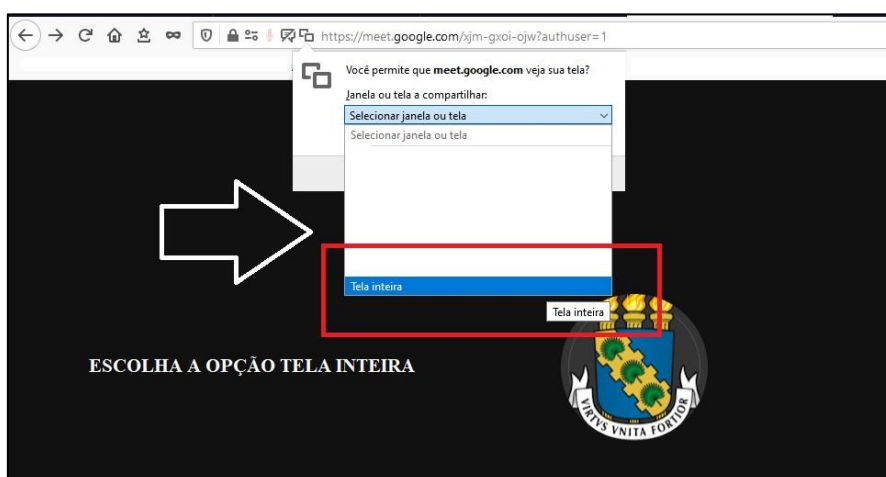 https://meet.google.com/xjm-gxoi-ojw?authuser=1
Você permite que meet.google.com veja sua tela?
Janela ou tela a compartilhar:
Selecionar janela ou tela
Selecionar janela ou tela
Tela inteira
Tela inteira
ESCOLHA A OPÇÃO TELA INTEIRA
VIRTVS VNITA FORTIOR